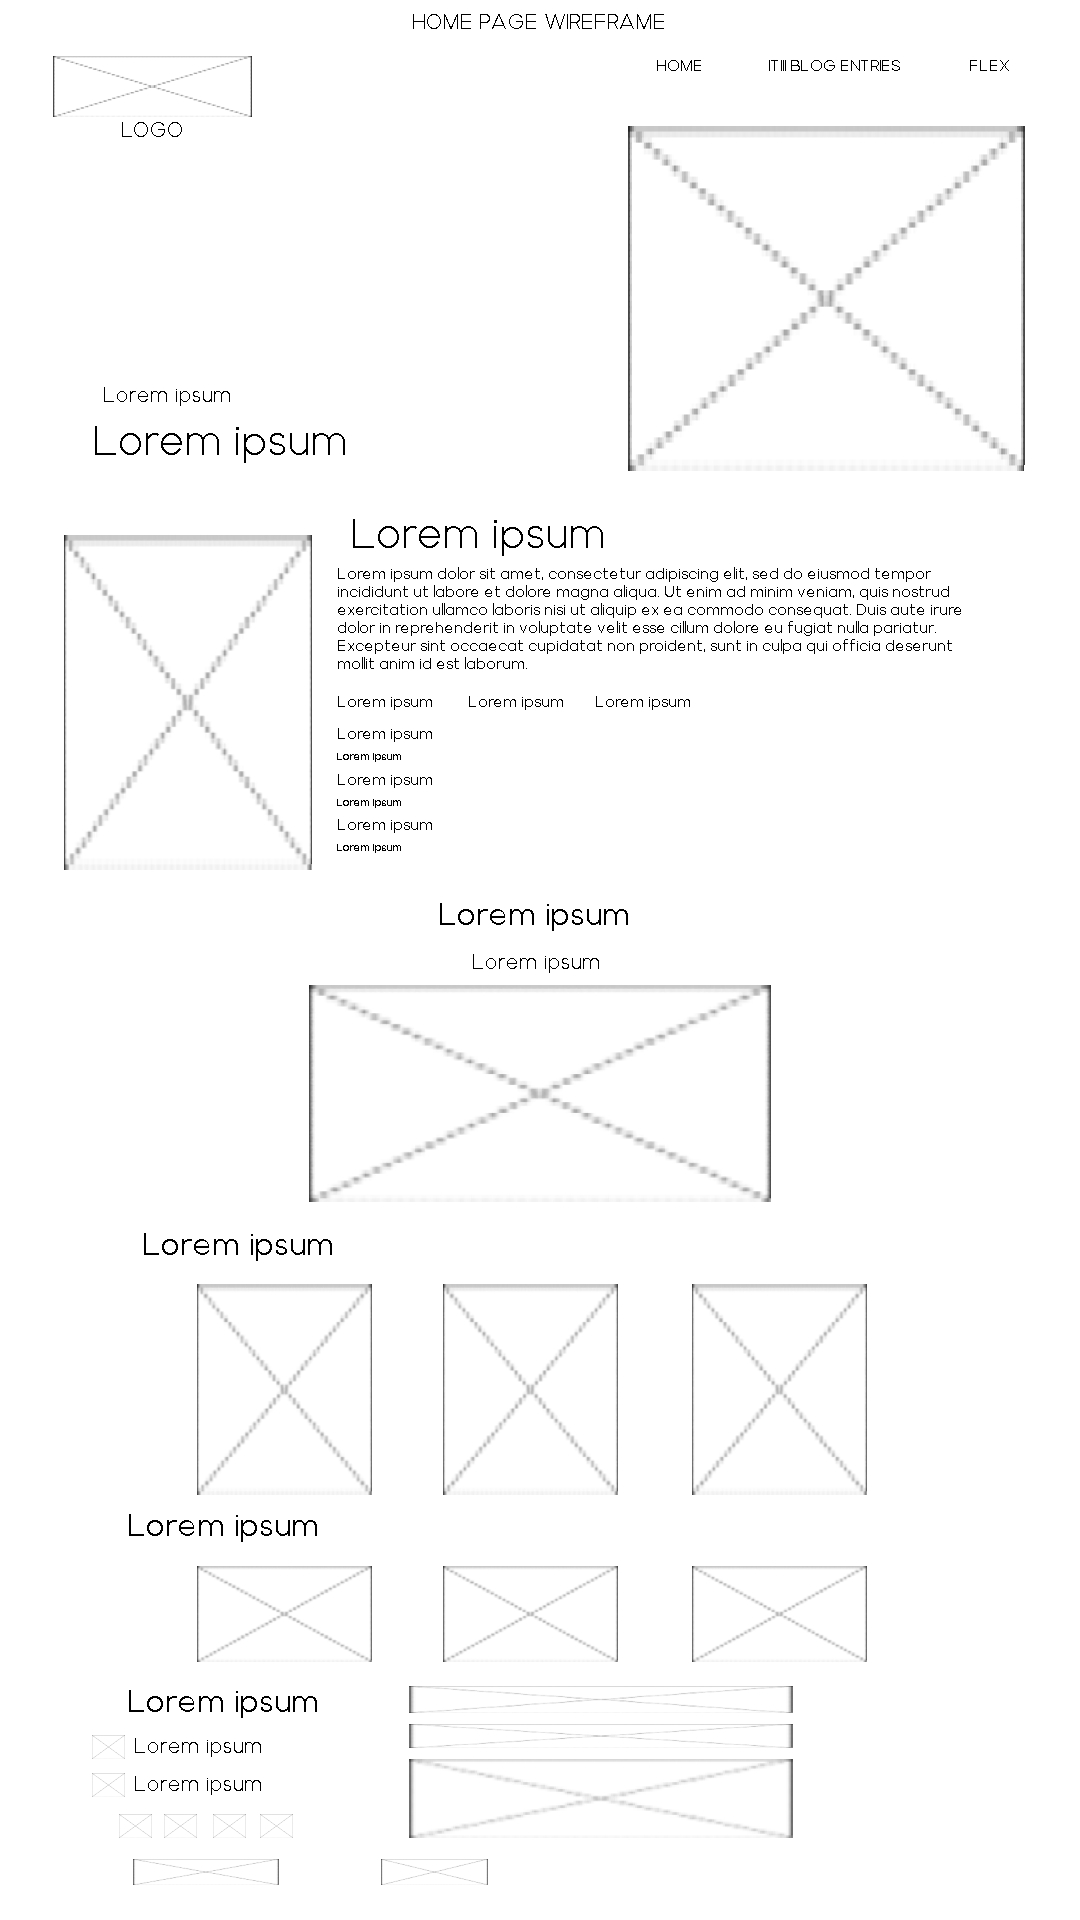 HOME PAGE WIREFRAME
HOME ITIII BLOG ENTRIES FLEX
LOGO
Lorem ipsum
Lorem ipsum
Lorem ipsum
Lorem ipsum dolor sit amet, consectetur adipiscing elit, sed do eiusmod tempor
incididunt ut labore et dolore magna aliqua. Ut enim ad minim veniam, quis nostrud
exercitation ullamco laboris nisi ut aliquip ex ea commodo consequat. Duis aute irure
dolor in reprehenderit in voluptate velit esse cillum dolore eu fugiat nulla pariatur.
Excepteur sint occaecat cupidatat non proident, sunt in culpa qui officia deserunt
mollit anim id est laborum.
Lorem ipsum Lorem ipsum Lorem ipsum
Lorem ipsum
Lorem ipsum
Lorem ipsum
Lorem ipsum
Lorem ipsum
Lorem ipsum
Lorem ipsum
Lorem ipsum
Lorem ipsum
Lorem ipsum
Lorem ipsum
Lorem ipsum
Lorem ipsum